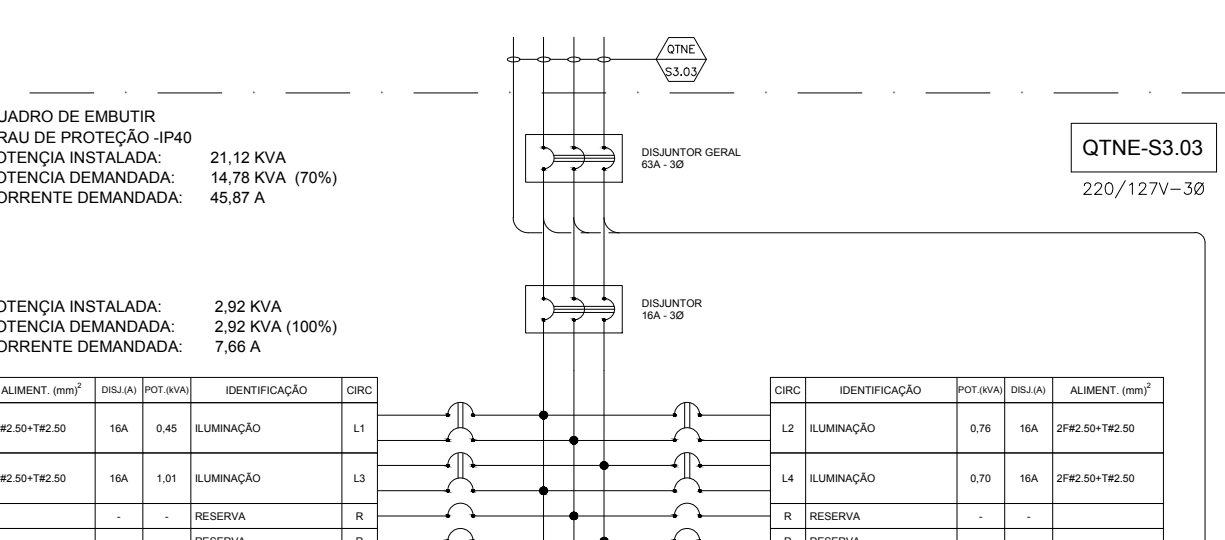 QTNE
S3.03
UADRO DE EMBUTIR
RAU DE PROTEÇÃO -IP40
OTENÇIA INSTALADA: 21,12 KVA
OTENCIA DEMANDADA: 14,78 KVA (70%)
ORRENTE DEMANDADA: 45,87 A
DISJUNTOR GERAL
63A - 3Ø
QTNE-S3.03
220/127V-3Ø
OTENÇIA INSTALADA: 2,92 KVA
OTENCIA DEMANDADA: 2,92 KVA (100%)
ORRENTE DEMANDADA: 7,66 A
DISJUNTOR
16A - 3Ø
ALIMENT. (mm)² DISJ.(A) POT.(kVA) IDENTIFICAÇÃO CIRC
#2.50+T#2.50 16A 0,45 ILUMINAÇÃO L1
#2.50+T#2.50 16A 1,01 ILUMINAÇÃO L3
- - RESERVA R
RESERVA R
CIRC IDENTIFICAÇÃO POT.(kVA) DISJ.(A) ALIMENT. (mm)²
L2 ILUMINAÇÃO 0,76 16A 2F#2.50+T#2.50
L4 ILUMINAÇÃO 0,70 16A 2F#2.50+T#2.50
R RESERVA - -
R RESERVA